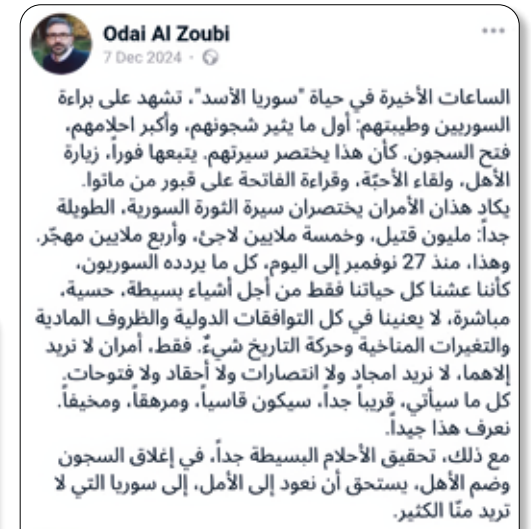 Odai Al Zoubi
7 Dec 2024
الساعات الأخيرة في حياة "سوريا الأسد"، تشهد على براءة
السوريين وطيبتهم: أول ما يثير شجونهم، وأكبر احلامهم،
فتح السجون. كأن هذا يختصر سيرتهم. يتبعها فوراً، زيارة
الأهل، ولقاء الأحبّة، وقراءة الفاتحة على قبور من ماتوا.
يكاد هذان الأمران يختصران سيرة الثورة السورية، الطويلة
جداً: مليون قتيل، وخمسة ملايين لاجئ، وأربع ملايين مهجّر.
وهذا، منذ 27 نوفمبر إلى اليوم، كل ما يردده السوريون،
كأننا عشنا كل حياتنا فقط من أجل أشياء بسيطة، حسية،
مباشرة، لا يعنينا في كل التوافقات الدولية والظروف المادية
والتغيرات المناخية وحركة التاريخ شيءٌ. فقط، أمران لا نريد
إلاهما، لا نريد امجاد ولا انتصارات ولا أحقاد ولا فتوحات.
كل ما سيأتي، قريباً جداً، سيكون قاسياً، ومرهقاً، ومخيفاً.
نعرف هذا جيداً.
مع ذلك، تحقيق الأحلام البسيطة جداً، في إغلاق السجون
وضم الأهل، يستحق أن نعود إلى الأمل، إلى سوريا التي لا
تريد منّا الكثير.